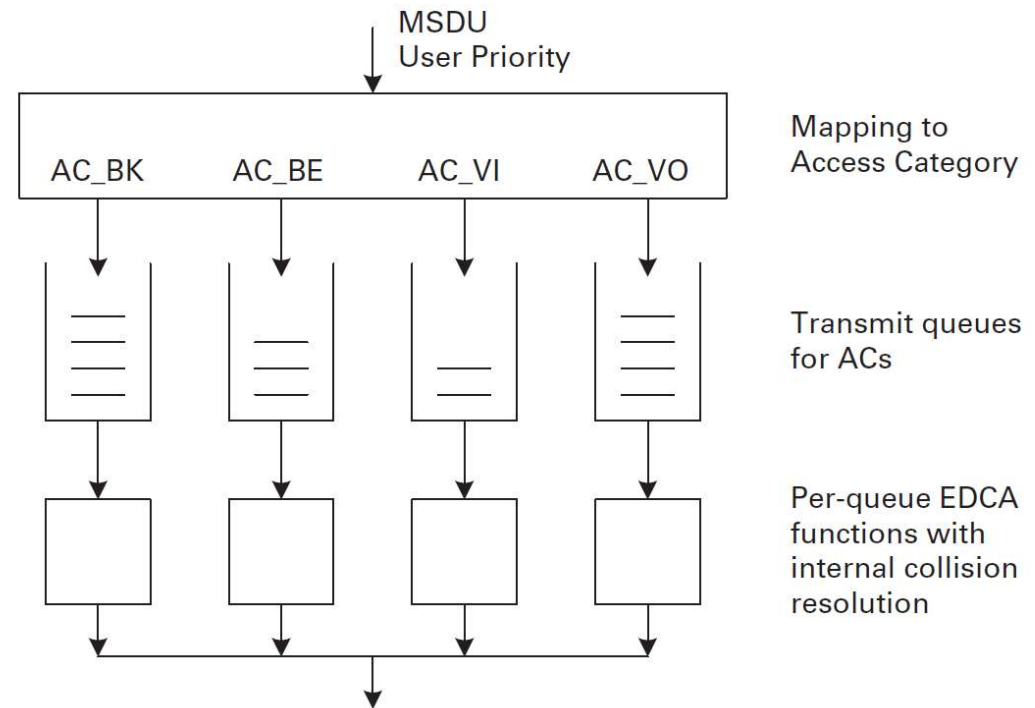 MSDU
User Priority
Mapping to
Access Category
AC_BK AC_BE AC_VI AC_VO
Transmit queues
for ACs
Per-queue EDCA
functions with
internal collision
resolution